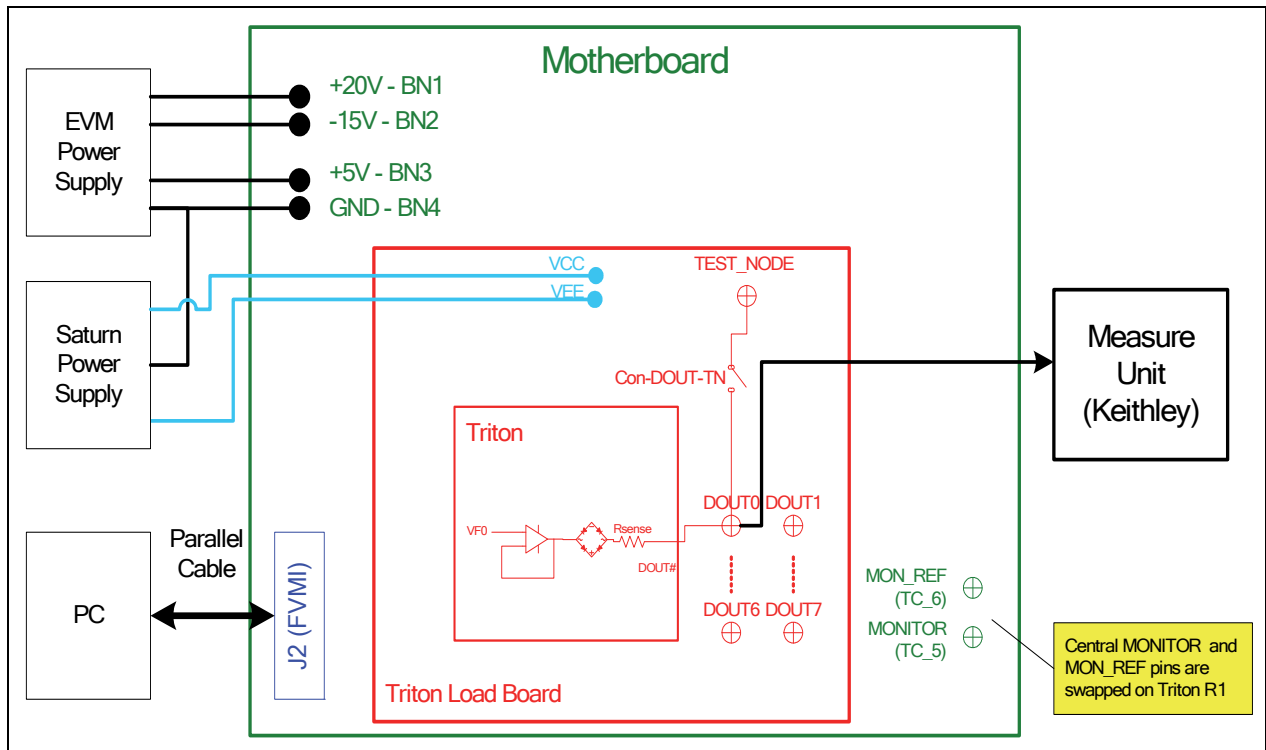 Motherboard
EVM
Power
Supply
+20V - BN1
-15V - BN2
+5V - BN3
GND - BN4
Saturn
Power
Supply
VCC
VEE
TEST_NODE
Con-DOUT-TN
Measure
Unit
(Keithley)
Triton
VF0
Rsense
DOUT#
DOUT0 DOUT1
DOUT6 DOUT7
Triton Load Board
PC
Parallel
Cable
J2 (FVMI)
MON_REF
(TC_6)
MONITOR
(TC_5)
Central MONITOR and
MON_REF pins are
swapped on Triton R1